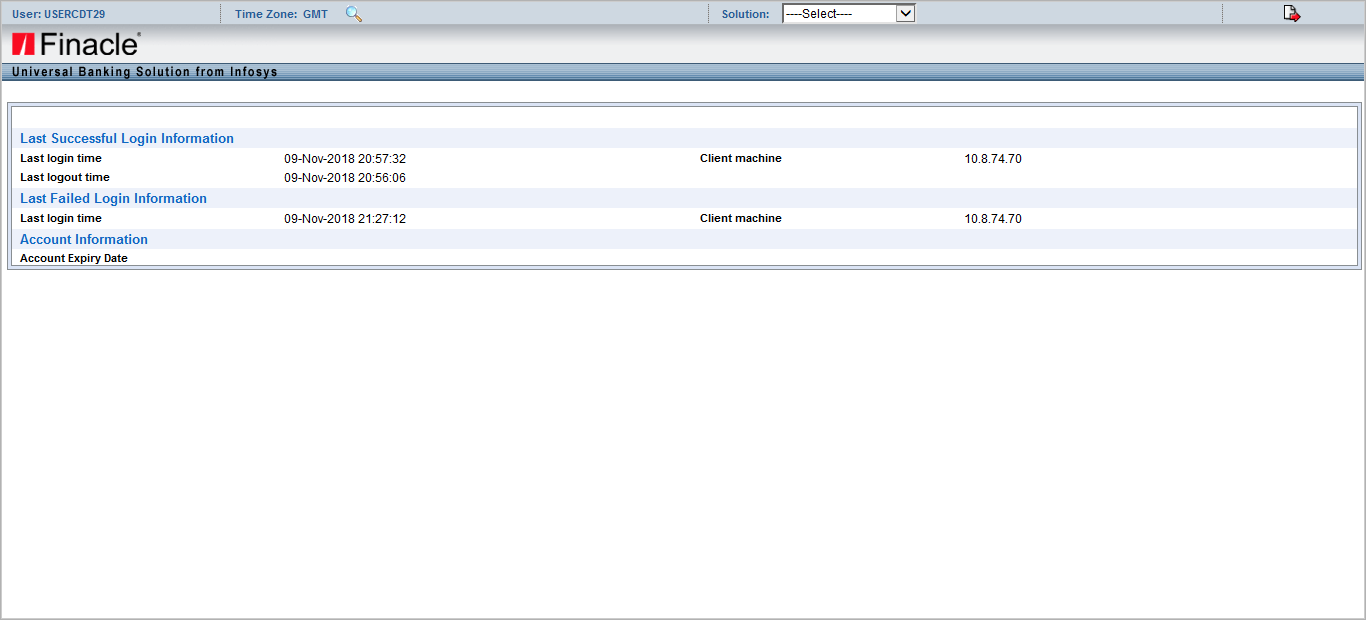 User: USERCDT29 Time Zone: GMT Solution: ----Select----
Finacle
Universal Banking Solution from Infosys
Last Successful Login Information
Last login time 09-Nov-2018 20:57:32 Client machine 10.8.74.70
Last logout time 09-Nov-2018 20:56:06
Last Failed Login Information
Last login time 09-Nov-2018 21:27:12 Client machine 10.8.74.70
Account Information
Account Expiry Date